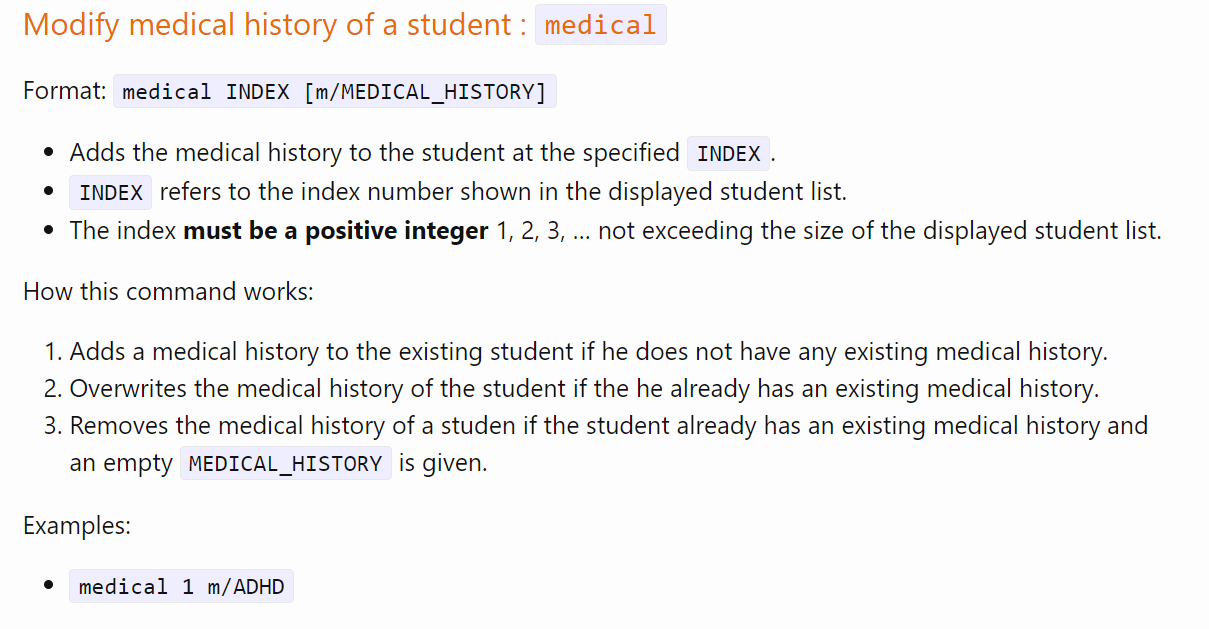 Modify medical history of a student : medical
Format: medical INDEX [m/MEDICAL_HISTORY]
• Adds the medical history to the student at the specified INDEX .
• INDEX refers to the index number shown in the displayed student list.
• The index must be a positive integer 1, 2, 3, … not exceeding the size of the displayed student list.
How this command works:
1. Adds a medical history to the existing student if he does not have any existing medical history.
2. Overwrites the medical history of the student if the he already has an existing medical history.
3. Removes the medical history of a studen if the student already has an existing medical history and
an empty MEDICAL_HISTORY is given.
Examples:
• medical 1 m/ADHD